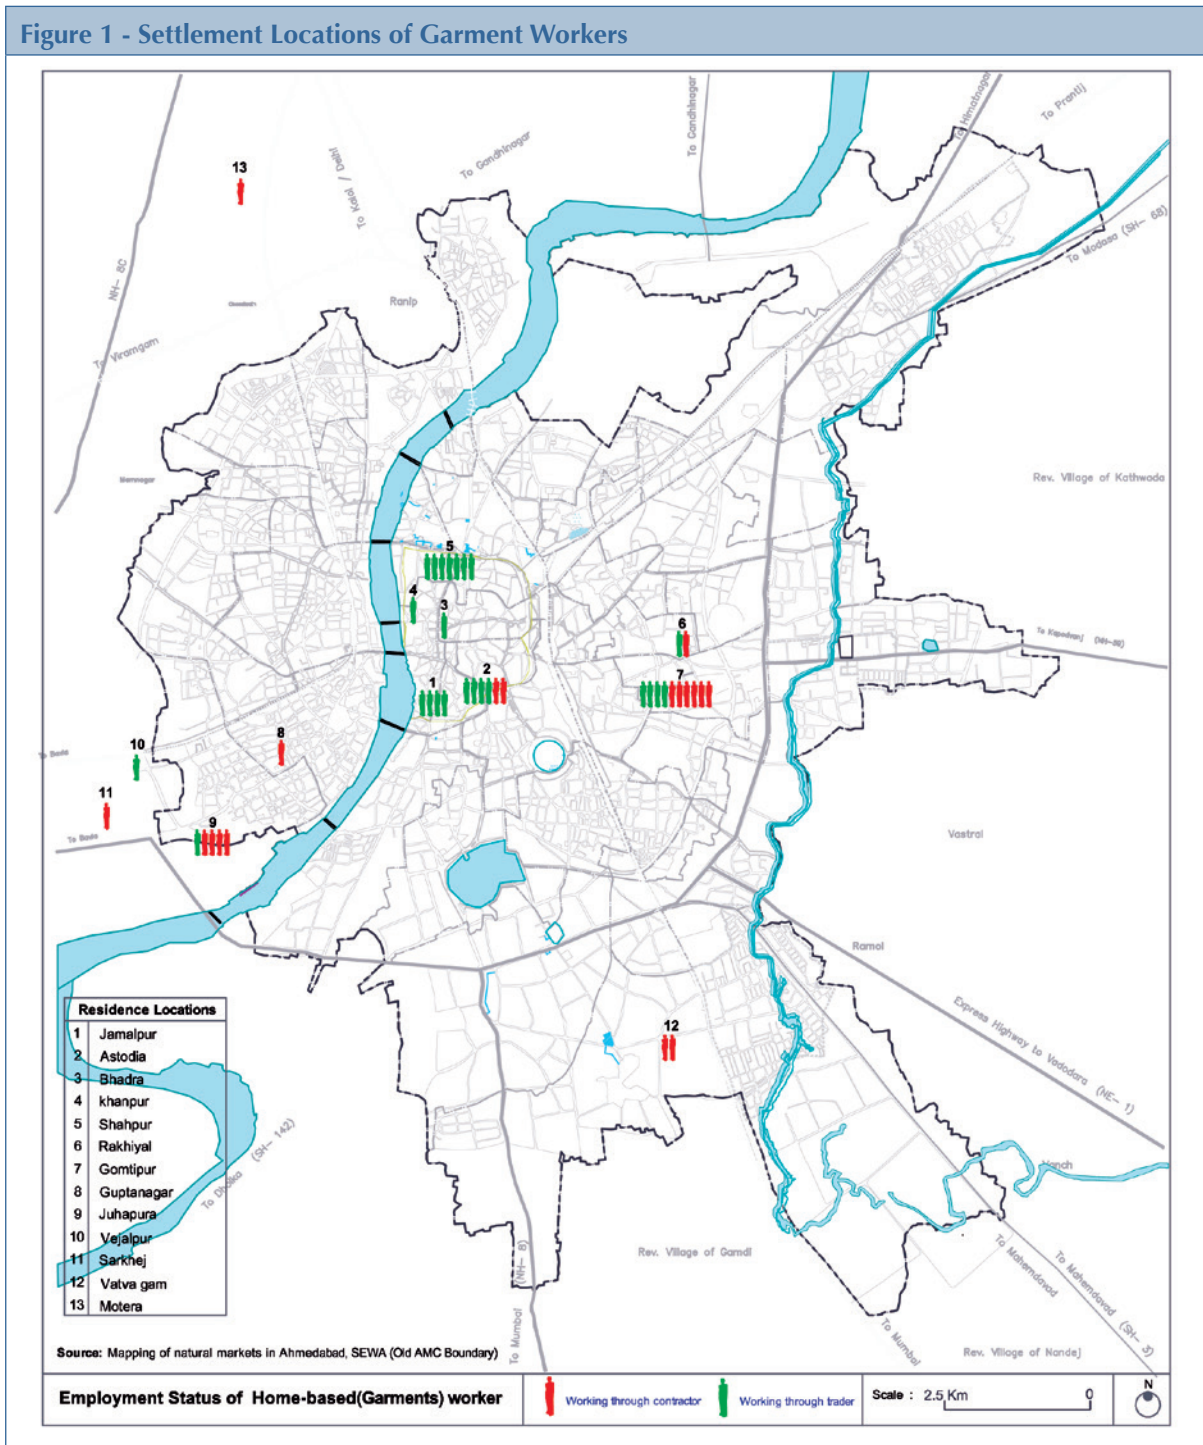 Figure 1 - Settlement Locations of Garment Workers
To Gandhinagar
To Himatnagar
To Prantij
To Gandhinagar
To Kalol / Delhi
13
NH- 8C
To Modasa (SH- 68)
Ranip
To Viramgam
Memnagar
Rev. Village of Kathwada
5
4
3
6
To Kapadvanj (NH-59)
2
7
1
8
10
To Bavla
11
9
To Bavla
Vastral
Ramol
Express Highway to Vadodara (NE- 1)
12
Residence Locations
1 Jamalpur
2 Astodia
3 Bhadra
4 khanpur
5 Shahpur
6 Rakhiyal
7 Gomtipur
8 Guptanagar
9 Juhapura
10 Vejalpur
11 Sarkhej
12 Vatva gam
13 Motera
To Dholka (SH- 142)
Vanch
Rev. Village of Gamdi
To Mumbai (NH- 8)
To Mahemdavad
To Mahemdavad (SH- 3)
To Mumbai
Rev. Village of Nandej
Source: Mapping of natural markets in Ahmedabad, SEWA (Old AMC Boundary)
Employment Status of Home-based(Garments) worker
Working through contractor
Working through trader
Scale : 2.5 Km 0
N